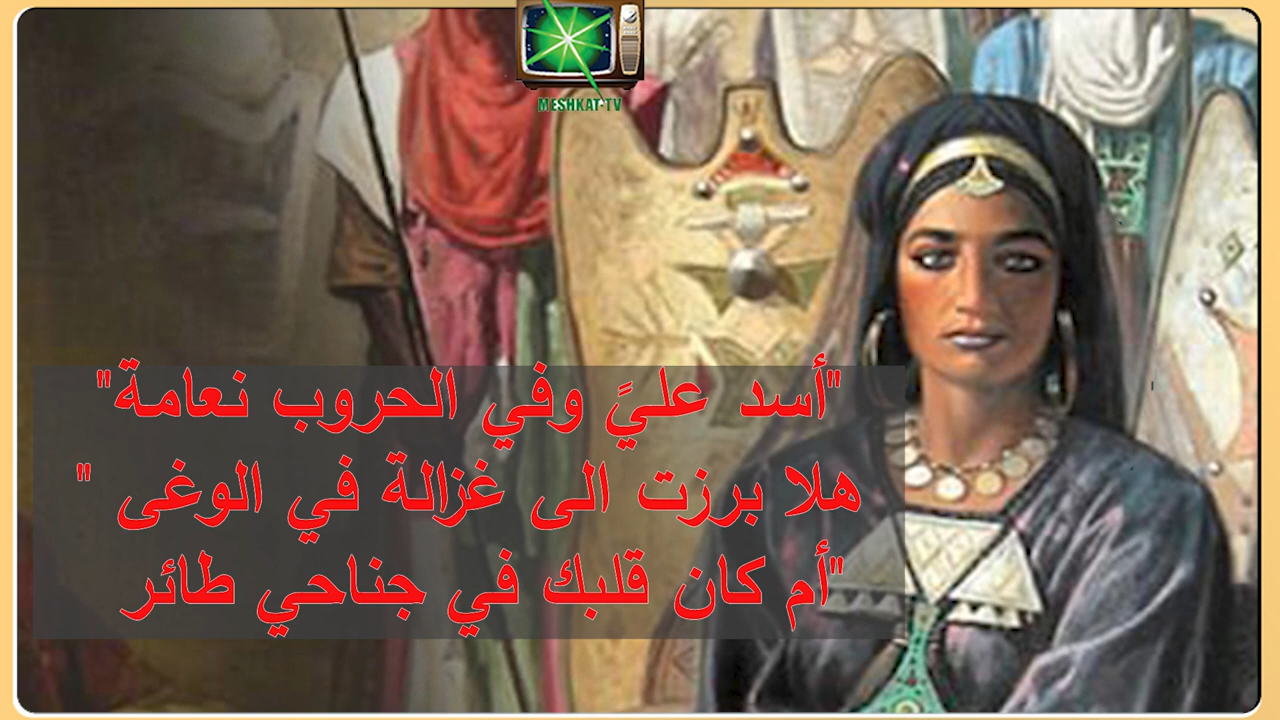 MESHKAT-TV
"أسد عليً وفي الحروب نعامة"
هلا برزت الى غزالة في الوغى "
"أم كان قلبك في جناحي طائر